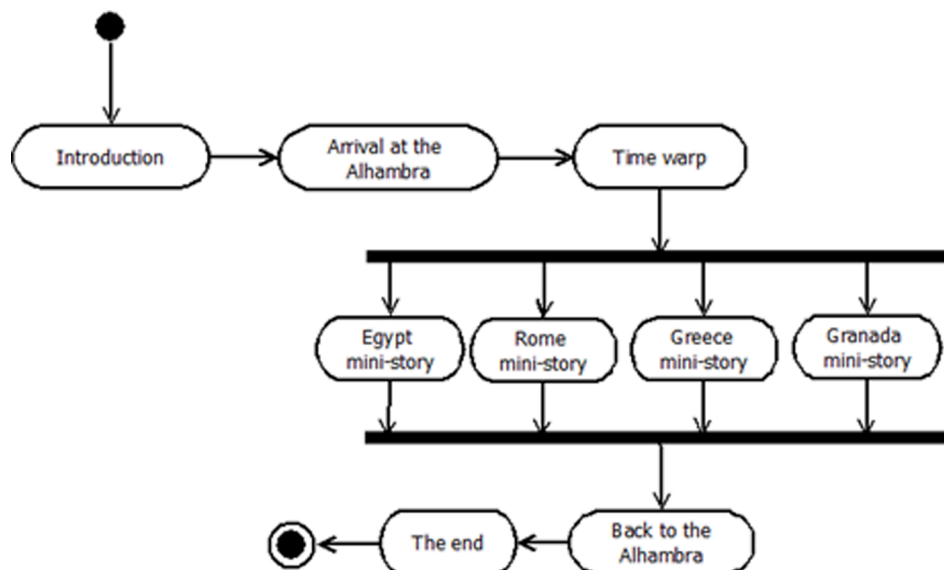 Introduction
Arrival at the
Alhambra
Time warp
Egypt
mini-story
Rome
mini-story
Greece
mini-story
Granada
mini-story
Back to the
Alhambra
The end